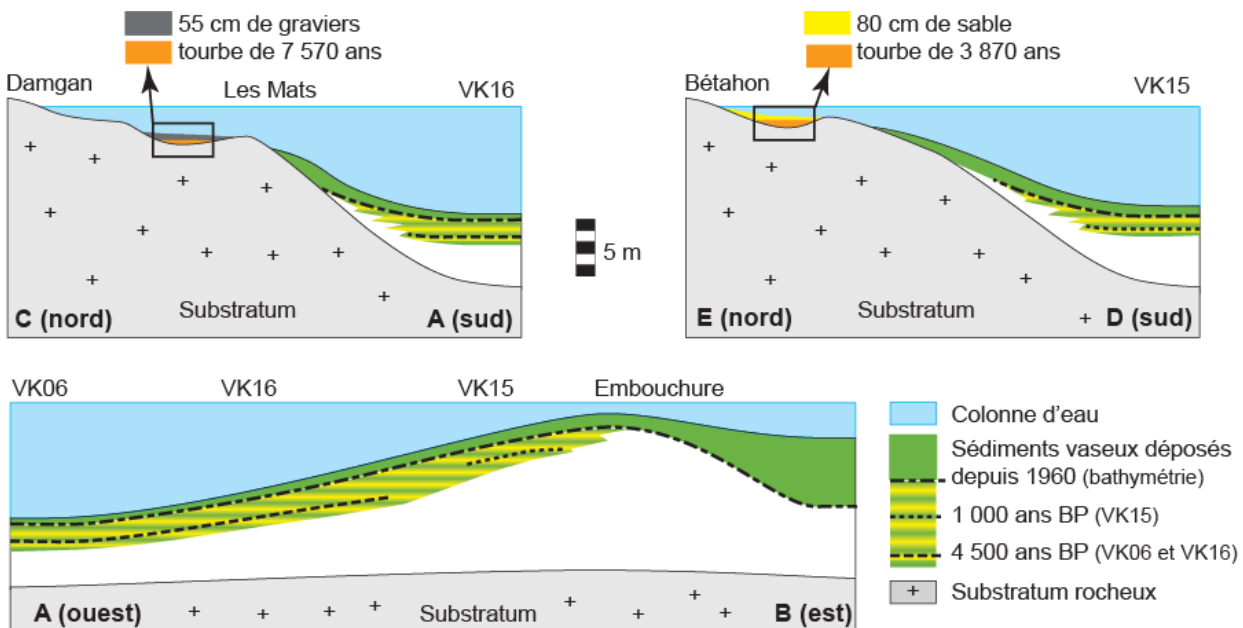 55 cm de graviers
tourbe de 7 570 ans
80 cm de sable
tourbe de 3 870 ans
Damgan
Les Mats
VK16
Bétahon
VK15
5 m
Substratum
C (nord)
A (sud)
Substratum
E (nord)
D (sud)
VK06
VK16
VK15
Embouchure
Colonne d'eau
Sédiments vaseux déposés
depuis 1960 (bathymétrie)
1 000 ans BP (VK15)
4 500 ans BP (VK06 et VK16)
Substratum rocheux
A (ouest)
Substratum
B (est)